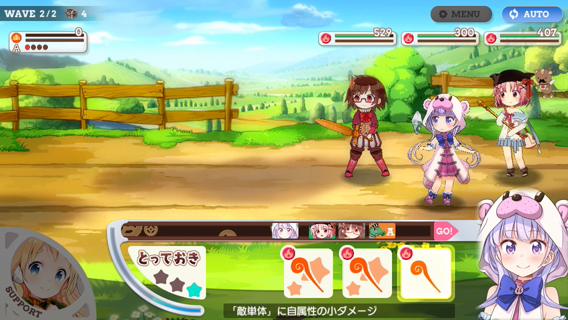 WAVE 2/2 4
MENU
AUTO
0
A
529
300
407
GO!
A
とっておき
SUPPORT
「敵単体」に自属性の小ダメージ